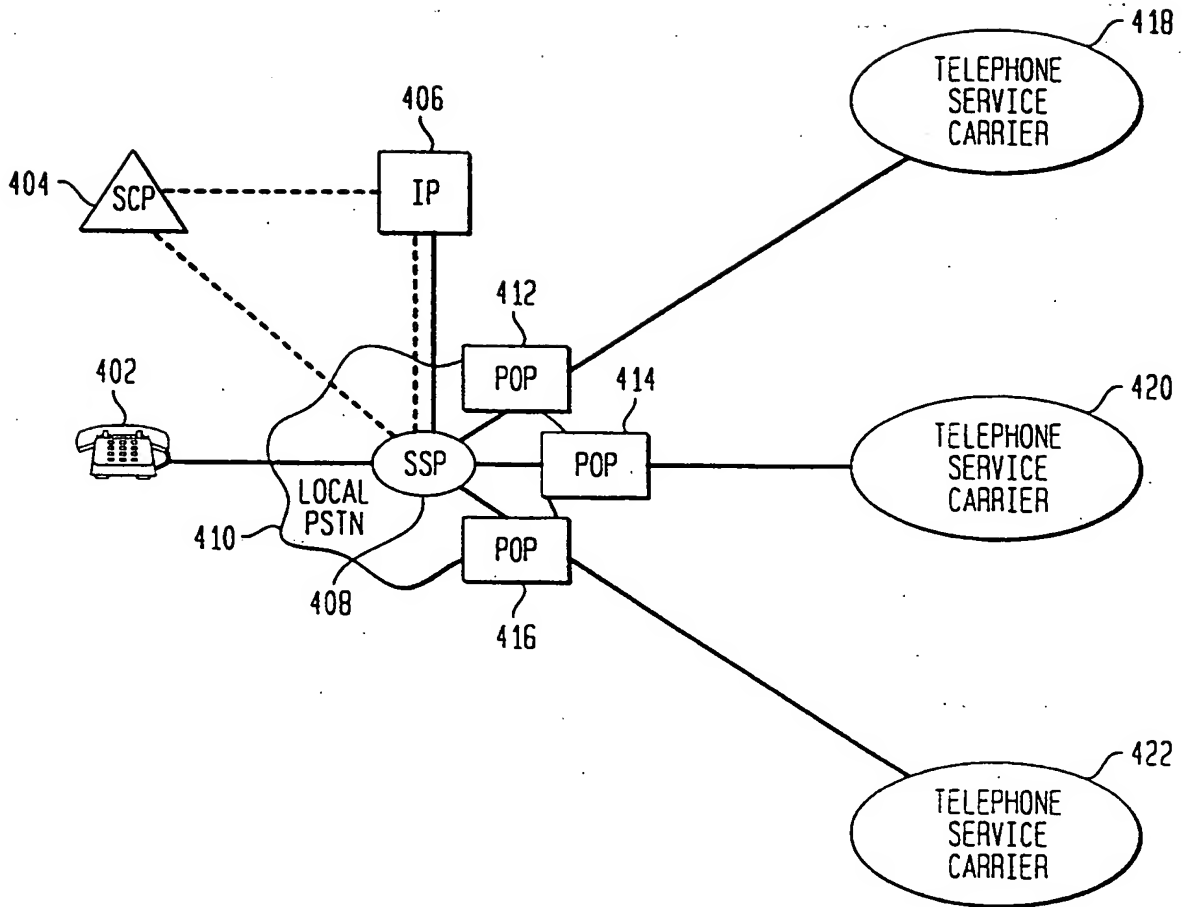 418
TELEPHONE
SERVICE
CARRIER
406
IP
404
SCP
412
POP
402
414
POP
420
TELEPHONE
SERVICE
CARRIER
SSP
LOCAL
PSTN
410
POP
408
416
422
TELEPHONE
SERVICE
CARRIER